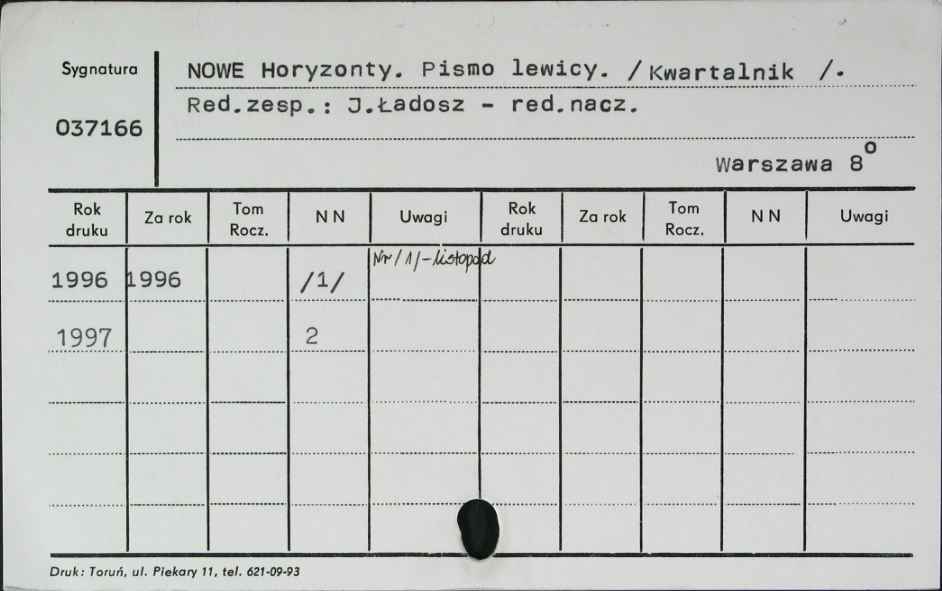 Sygnatura
NOWE Horyzonty. Pismo lewicy. /Kwartalnik /.
Red.zesp.: J.Ładosz – red.nacz.
037166
Warszawa 8°
Rok druku Za rok Tom Rocz. N N Uwagi Rok druku Za rok Tom Rocz. N N Uwagi
Nr/1/-listopad
1996 1996 /1/
1997 2
Druk: Toruń, ul. Piekary 11, tel. 621-09-93